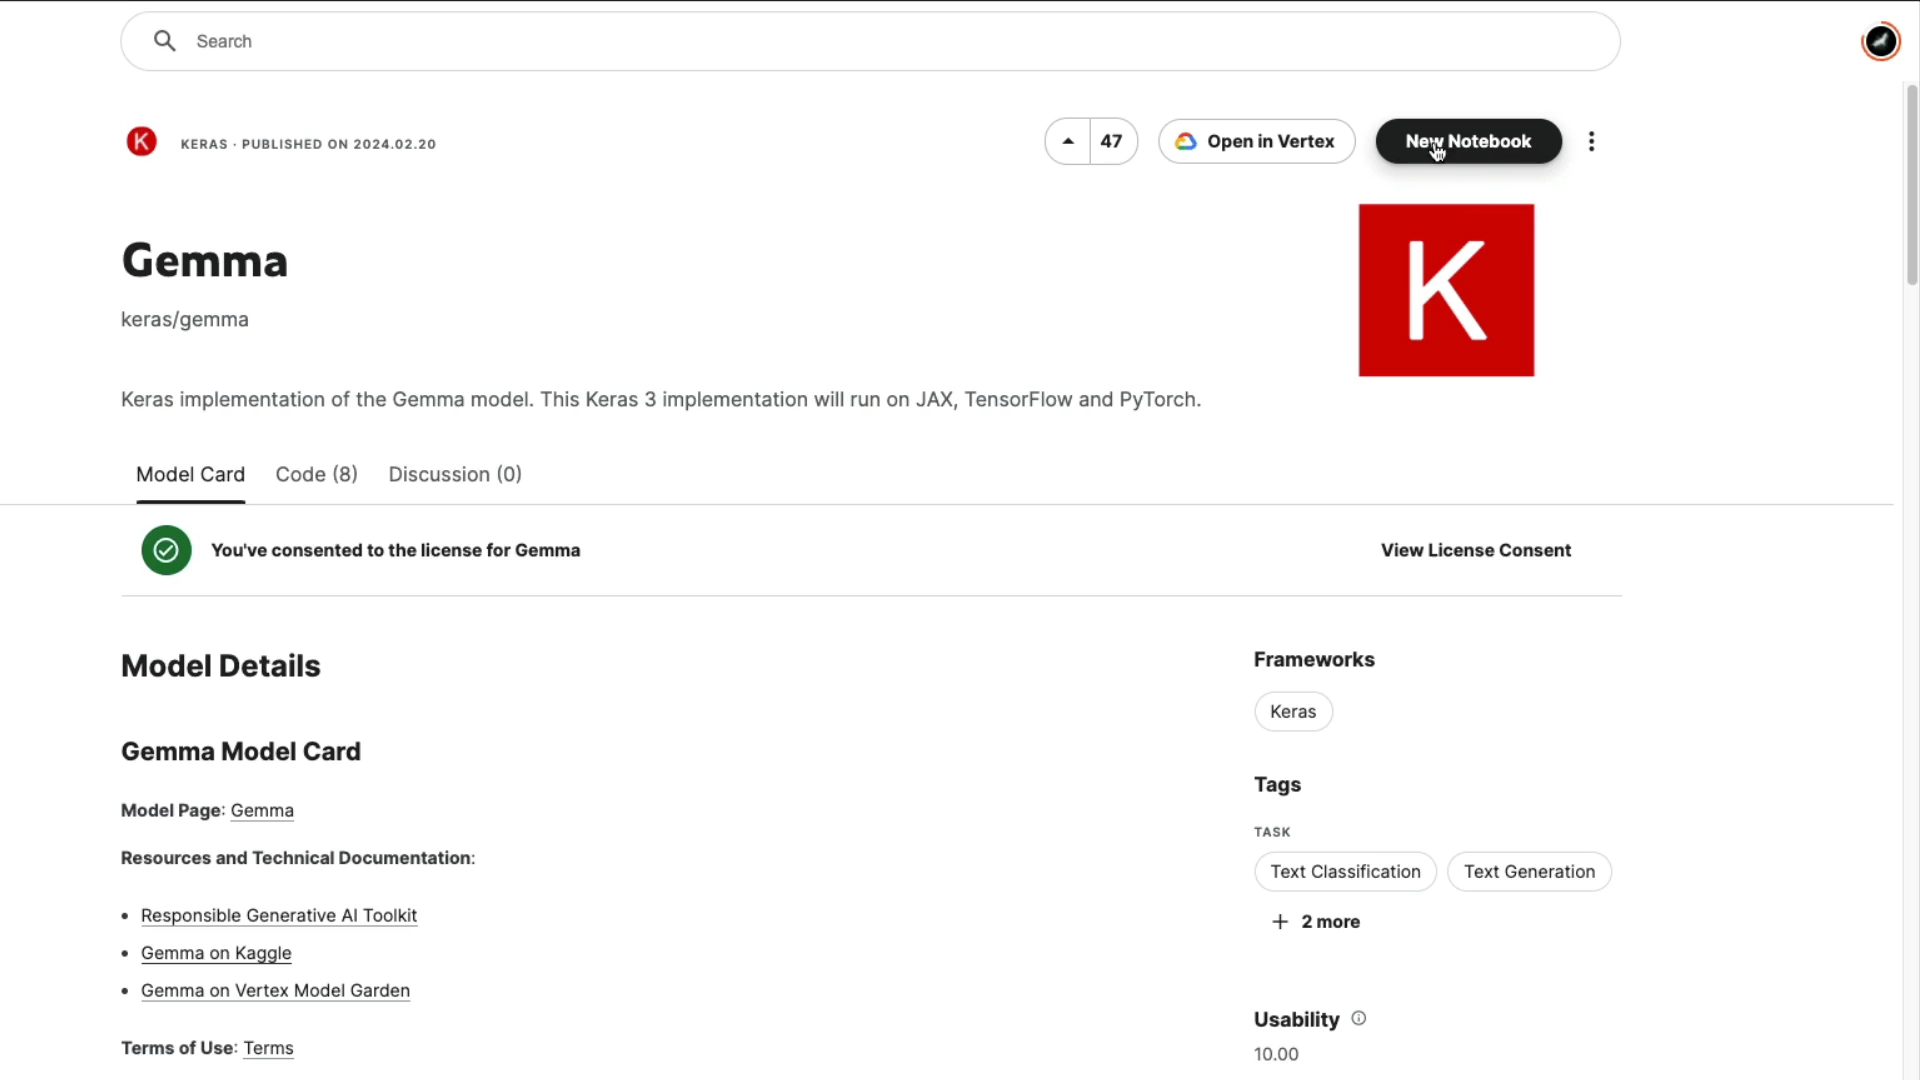 Search
K
KERAS · PUBLISHED ON 2024.02.20
47
Open in Vertex
New Notebook
Gemma
K
keras/gemma
Keras implementation of the Gemma model. This Keras 3 implementation will run on JAX, TensorFlow and PyTorch.
Model Card
Code (8)
Discussion (0)
You've consented to the license for Gemma
View License Consent
Model Details
Gemma Model Card
Model Page: Gemma
Resources and Technical Documentation:
• Responsible Generative AI Toolkit
• Gemma on Kaggle
• Gemma on Vertex Model Garden
Terms of Use: Terms
Frameworks
Keras
Tags
TASK
Text Classification
Text Generation
+ 2 more
Usability
10.00